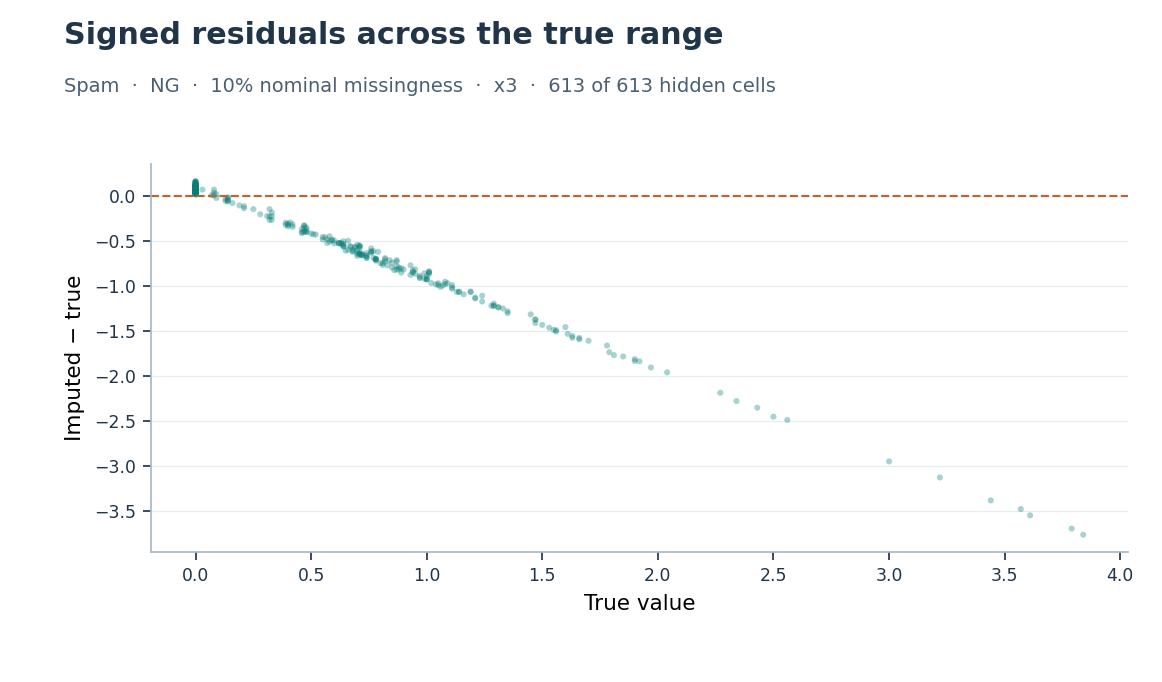 Signed residuals across the true range
Spam · NG · 10% nominal missingness · x3 · 613 of 613 hidden cells
Imputed − true
0.0
−0.5
−1.0
−1.5
−2.0
−2.5
−3.0
−3.5
0.0 0.5 1.0 1.5 2.0 2.5 3.0 3.5 4.0
True value